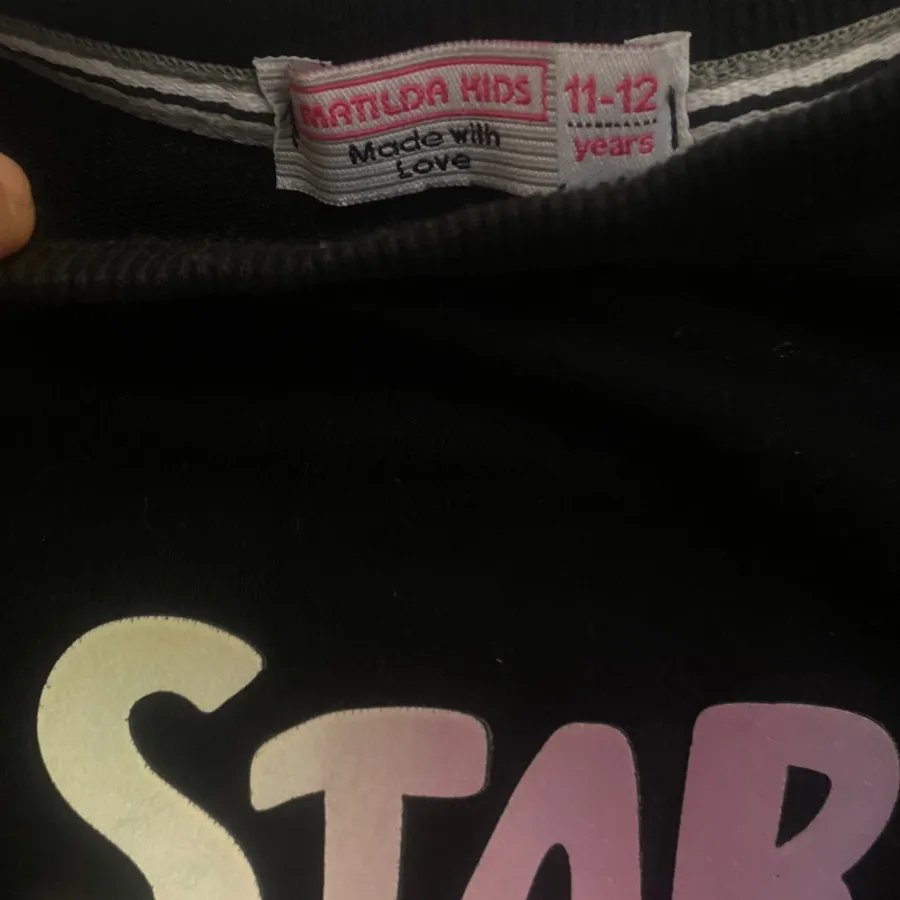 MATILDA KIDS
Made with
Love
11-12
years
STAR